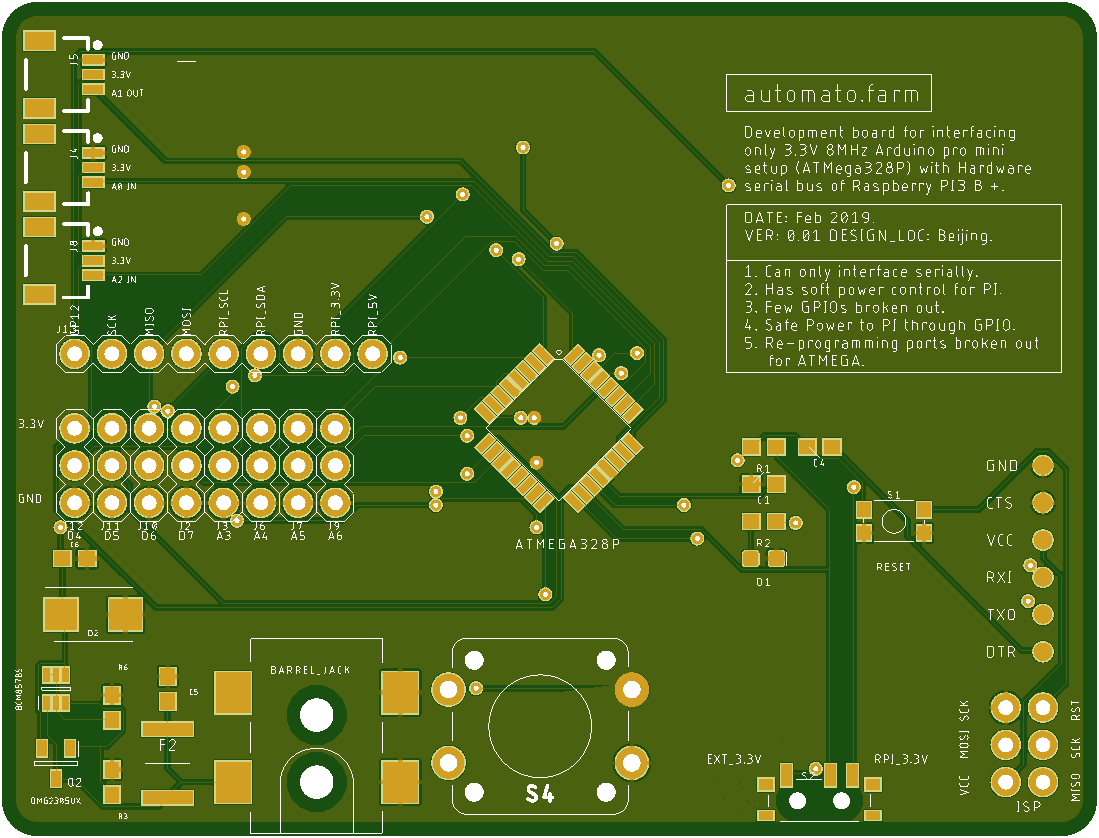 J5
GND
3.3V
A1 OUT
J4
GND
3.3V
A0 IN
J8
GND
3.3V
A2 IN
automato.farm
Development board for interfacing
only 3.3V 8MHz Arduino pro mini
setup (ATMega328P) with Hardware
serial bus of Raspberry PI3 B +.
DATE: Feb 2019.
VER: 0.01 DESIGN_LOC: Beijing.
1. Can only interface serially.
2. Has soft power control for PI.
3. Few GPIOs broken out.
4. Safe Power to PI through GPIO.
5. Re-programming ports broken out
for ATMEGA.
SCK
MISO
MOSI
RPI_SCL
RPI_SDA
GND
RPI_3.3V
RPI_5V
3.3V
GND
J12 J11 J10 J2 J3 J6 J7 J9
D4 D5 D6 D7 A3 A4 A5 A6
C6
D2
ATMEGA328P
R1
C4
C1
R2
D1
S1
RESET
GND
CTS
VCC
RXI
TXO
DTR
BCM857BS
R6
C5
F2
Q2
DMG2305UX
R3
BARREL_JACK
S4
EXT_3.3V
RPI_3.3V
SCK
MOSI
VCC
RST
SCK
MISO
ISP